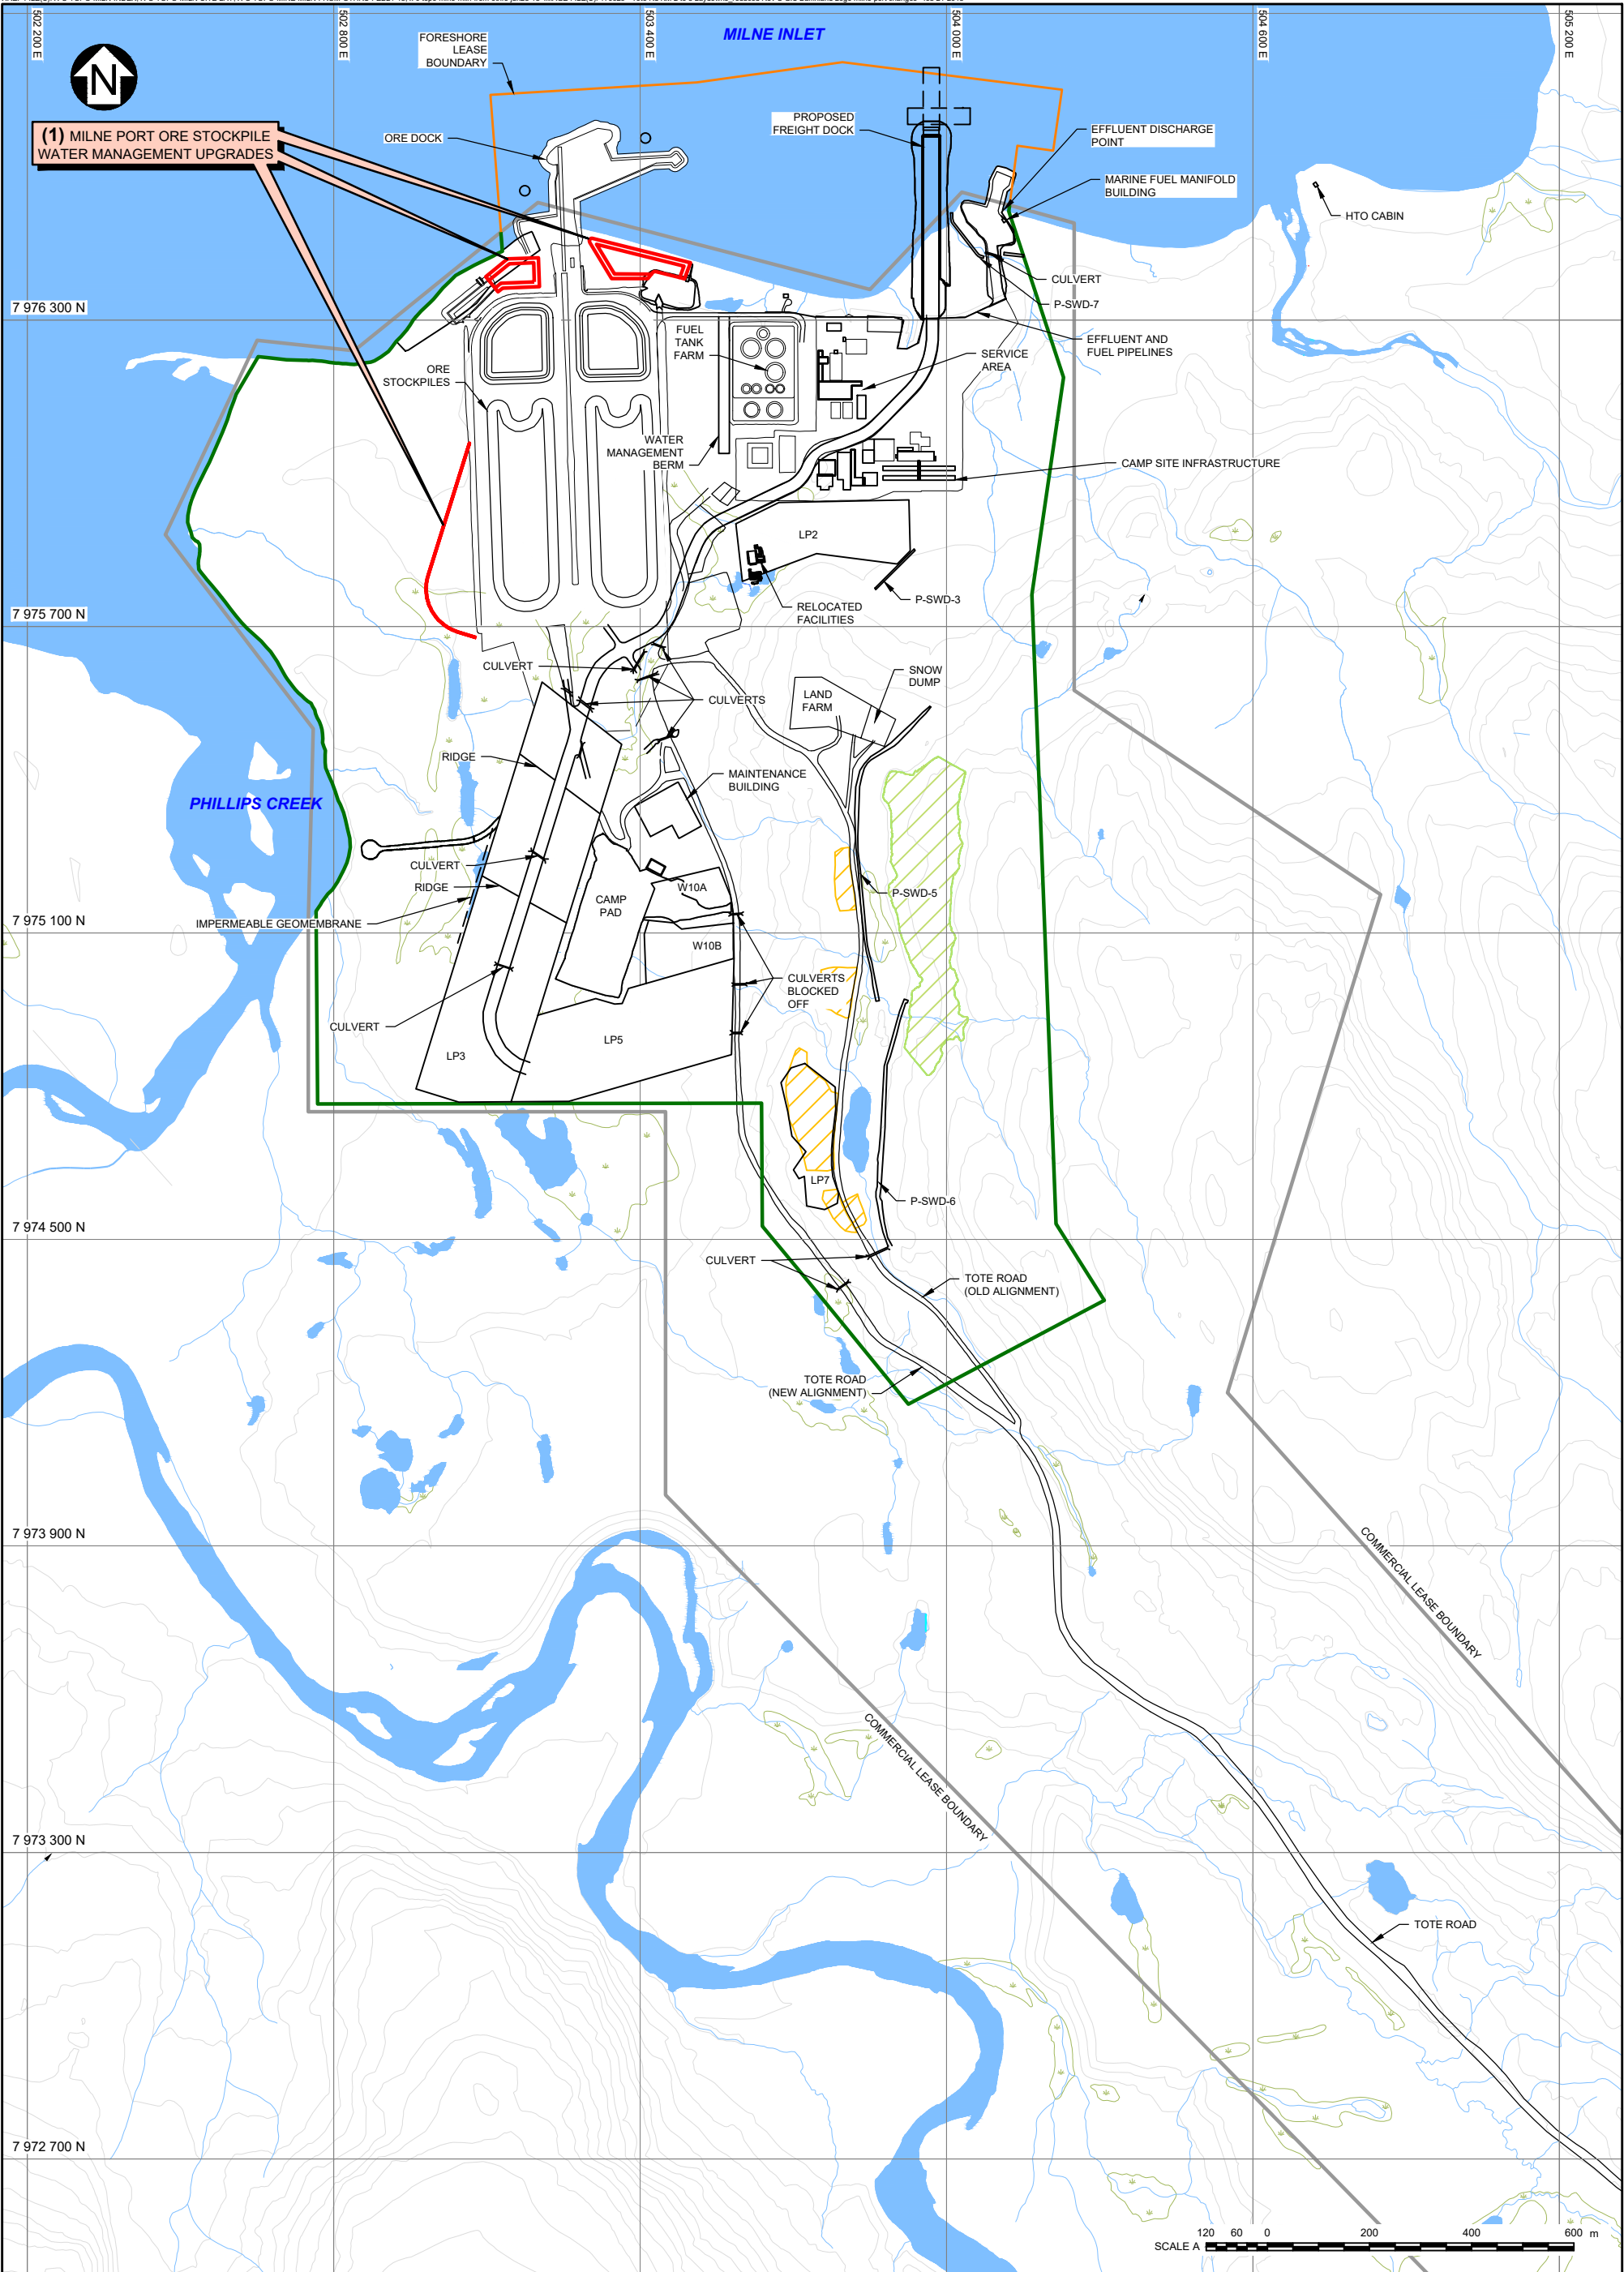 502 200 E
502 800 E
503 400 E
504 000 E
504 600 E
505 200 E
MILNE INLET
FORESHORE
LEASE
BOUNDARY
N
(1) MILNE PORT ORE STOCKPILE
WATER MANAGEMENT UPGRADES
ORE DOCK
PROPOSED
FREIGHT DOCK
EFFLUENT DISCHARGE
POINT
MARINE FUEL MANIFOLD
BUILDING
HTO CABIN
CULVERT
P-SWD-7
7 976 300 N
FUEL
TANK
FARM
SERVICE
AREA
EFFLUENT AND
FUEL PIPELINES
ORE
STOCKPILES
WATER
MANAGEMENT
BERM
CAMP SITE INFRASTRUCTURE
LP2
P-SWD-3
RELOCATED
FACILITIES
7 975 700 N
CULVERT
SNOW
DUMP
LAND
FARM
CULVERTS
RIDGE
MAINTENANCE
BUILDING
PHILLIPS CREEK
CULVERT
RIDGE
W10A
P-SWD-5
CAMP
PAD
IMPERMEABLE GEOMEMBRANE
7 975 100 N
W10B
CULVERTS
BLOCKED
OFF
CULVERT
LP3
LP5
LP7
P-SWD-6
7 974 500 N
CULVERT
TOTE ROAD
(OLD ALIGNMENT)
TOTE ROAD
(NEW ALIGNMENT)
7 973 900 N
COMMERCIAL LEASE BOUNDARY
COMMERCIAL LEASE BOUNDARY
7 973 300 N
TOTE ROAD
7 972 700 N
120 60 0 200 400 600 m
SCALE A